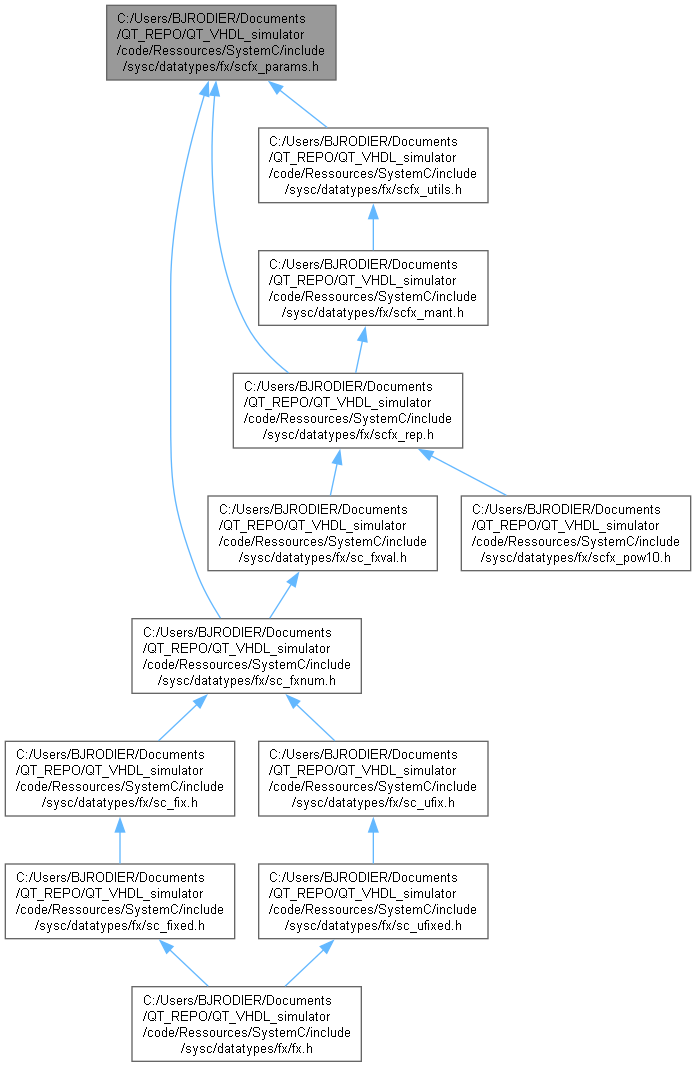 C:/Users/BJRODIER/Documents
/QT_REPO/QT_VHDL_simulator
/code/Ressources/SystemC/include
/sysc/datatypes/fx/scfx_params.h
C:/Users/BJRODIER/Documents
/QT_REPO/QT_VHDL_simulator
/code/Ressources/SystemC/include
/sysc/datatypes/fx/scfx_utils.h
C:/Users/BJRODIER/Documents
/QT_REPO/QT_VHDL_simulator
/code/Ressources/SystemC/include
/sysc/datatypes/fx/scfx_mant.h
C:/Users/BJRODIER/Documents
/QT_REPO/QT_VHDL_simulator
/code/Ressources/SystemC/include
/sysc/datatypes/fx/scfx_rep.h
C:/Users/BJRODIER/Documents
/QT_REPO/QT_VHDL_simulator
/code/Ressources/SystemC/include
/sysc/datatypes/fx/sc_fxval.h
C:/Users/BJRODIER/Documents
/QT_REPO/QT_VHDL_simulator
/code/Ressources/SystemC/include
/sysc/datatypes/fx/scfx_pow10.h
C:/Users/BJRODIER/Documents
/QT_REPO/QT_VHDL_simulator
/code/Ressources/SystemC/include
/sysc/datatypes/fx/sc_fxnum.h
C:/Users/BJRODIER/Documents
/QT_REPO/QT_VHDL_simulator
/code/Ressources/SystemC/include
/sysc/datatypes/fx/sc_fix.h
C:/Users/BJRODIER/Documents
/QT_REPO/QT_VHDL_simulator
/code/Ressources/SystemC/include
/sysc/datatypes/fx/sc_ufix.h
C:/Users/BJRODIER/Documents
/QT_REPO/QT_VHDL_simulator
/code/Ressources/SystemC/include
/sysc/datatypes/fx/sc_fixed.h
C:/Users/BJRODIER/Documents
/QT_REPO/QT_VHDL_simulator
/code/Ressources/SystemC/include
/sysc/datatypes/fx/sc_ufixed.h
C:/Users/BJRODIER/Documents
/QT_REPO/QT_VHDL_simulator
/code/Ressources/SystemC/include
/sysc/datatypes/fx/fx.h